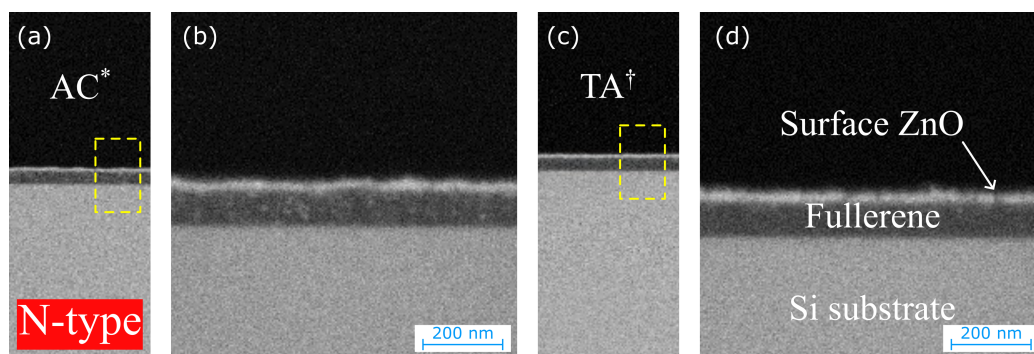 (a)
AC*
N-type
(b)
200 nm
(c)
TA†
(d)
Surface ZnO
Fullerene
Si substrate
200 nm